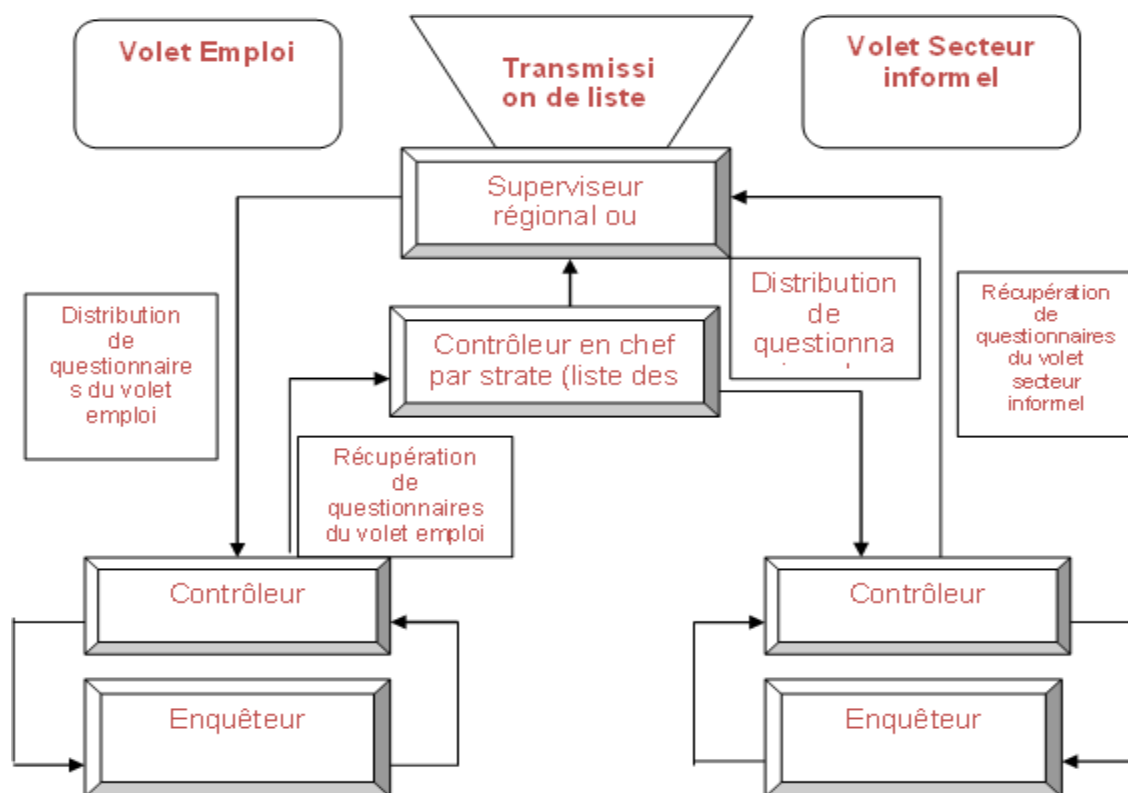 Volet Emploi
Transmissi
on de liste
Volet Secteur
informel
Superviseur
régional ou
Distribution
de
questionnaire
s du volet
emploi
Contrôleur en chef
par strate (liste des
Distribution
de
questionna
Récupération
de
questionnaires
du volet
secteur
informel
Récupération
de
questionnaires
du volet emploi
Contrôleur
Contrôleur
Enquêteur
Enquêteur